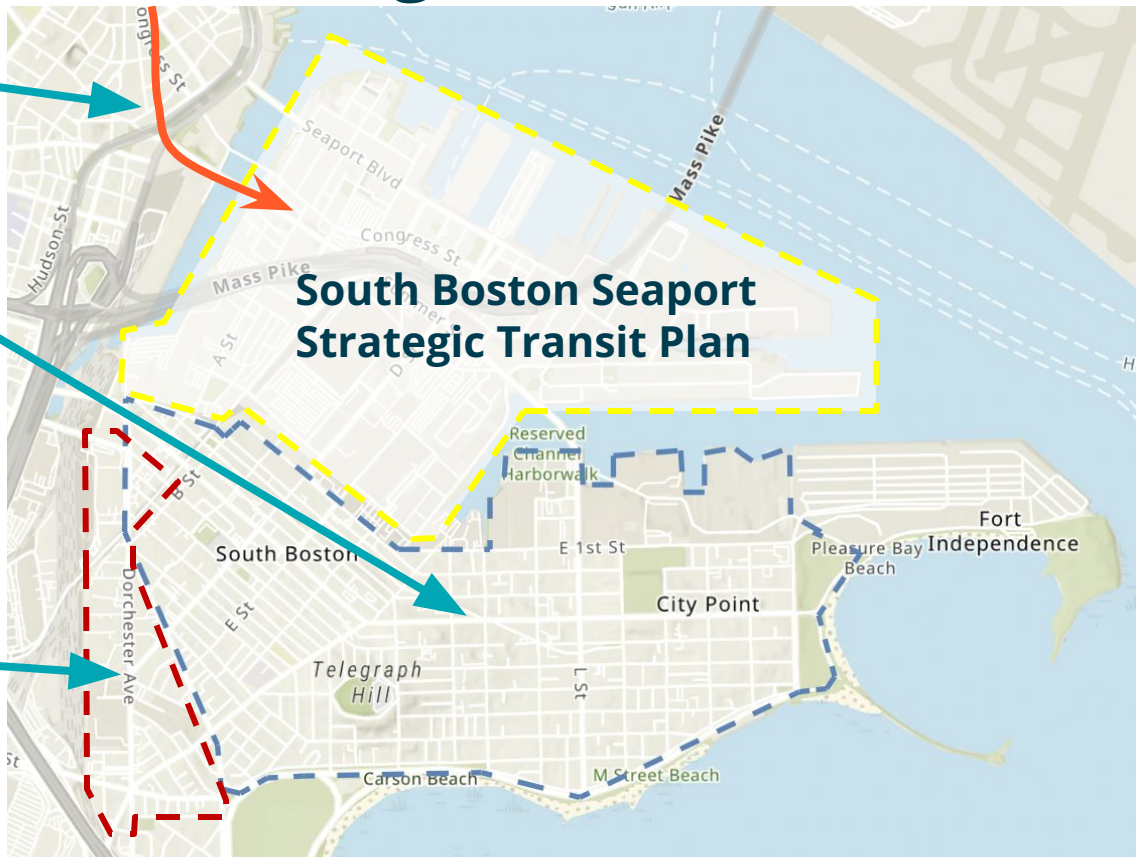 g
ongress St
Seaport Blvd
Mass Pike
Congress St
Hudson St
Mass Pike
South Boston Seaport
Strategic Transit Plan
A St
Reserved
Channel
Harborwalk
B St
Fort
Independence
South Boston
E 1st St
Pleasure Bay
Beach
Dorchester Ave
E St
City Point
Telegraph
Hill
L St
St
Carson Beach
M Street Beach
H